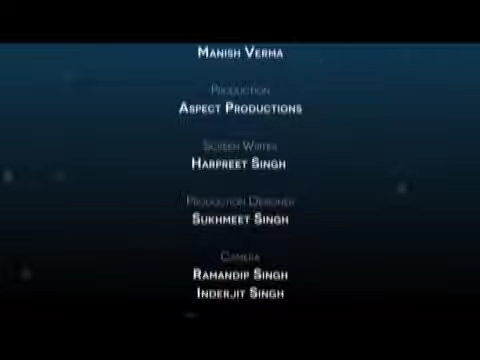 Manish Verma
Production
Aspect Productions
Screen Writer
Harpreet Singh
Production Designer
Sukhmeet Singh
Camera
Ramandip Singh
Inderjit Singh